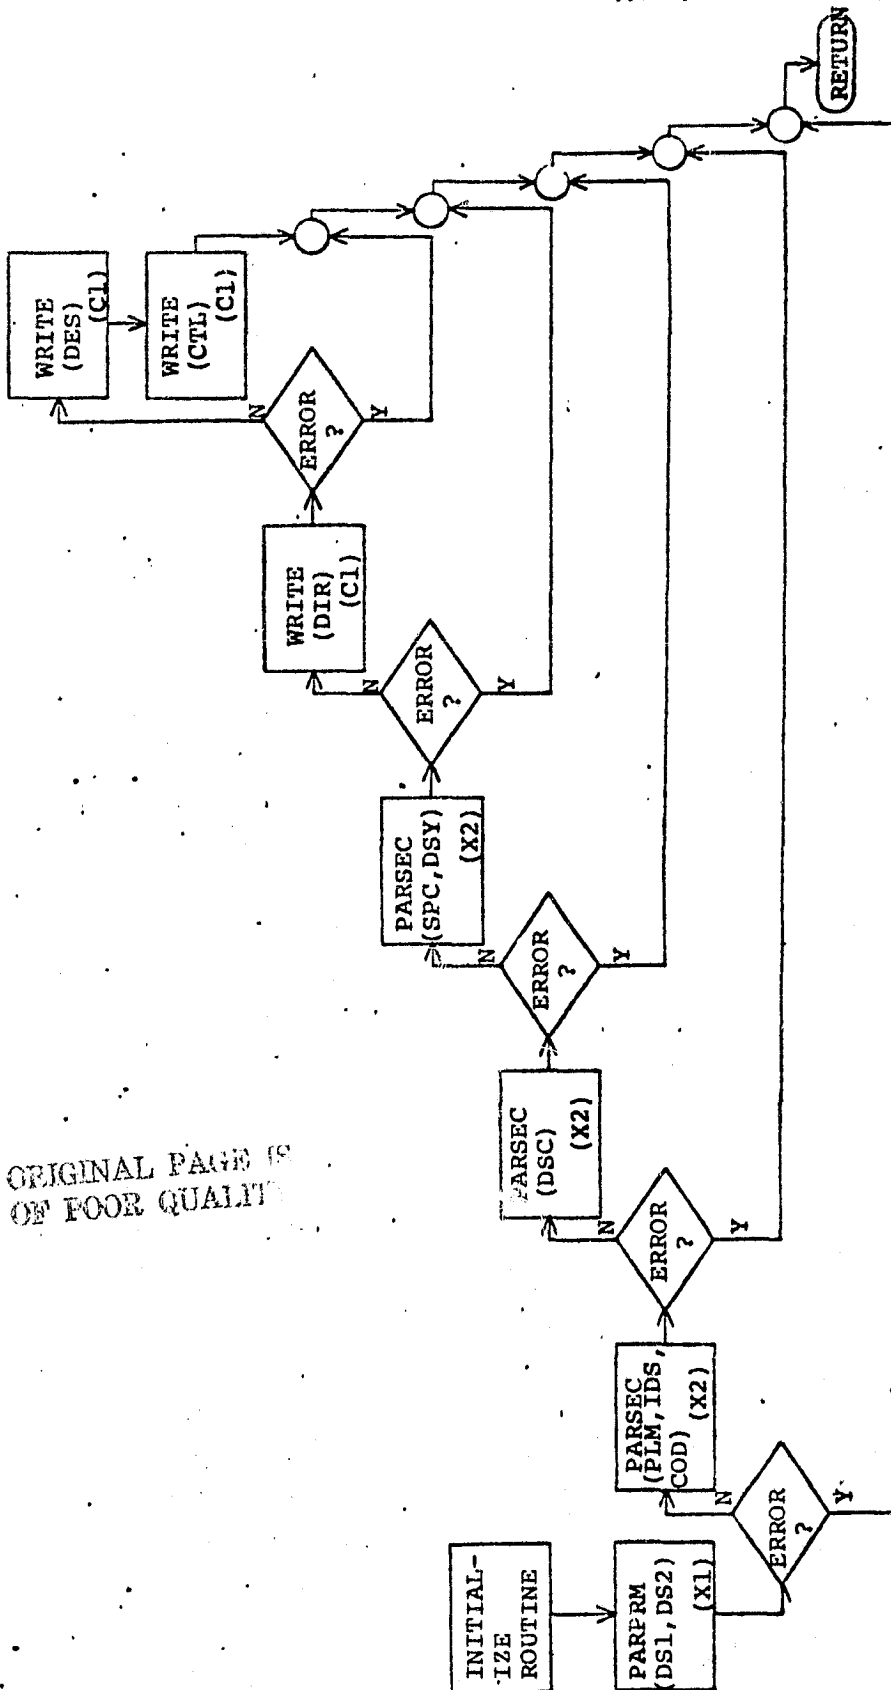 INITIAL-
IZE
ROUTINE
PARPRM
(DS1,DS2)
(X1)
ERROR
?
N
Y
PARSEC
(PLM,IDS,
COD)
(X2)
ERROR
?
N
Y
PARSEC
(DSC)
(X2)
ERROR
?
N
Y
PARSEC
(SPC,DSY)
(X2)
ERROR
?
N
Y
WRITE
(DIR)
(C1)
ERROR
?
N
Y
WRITE
(DES)
(C1)
WRITE
(CTL)
(C1)
RETURN
ORIGINAL PAGE IS
OF POOR QUALITY